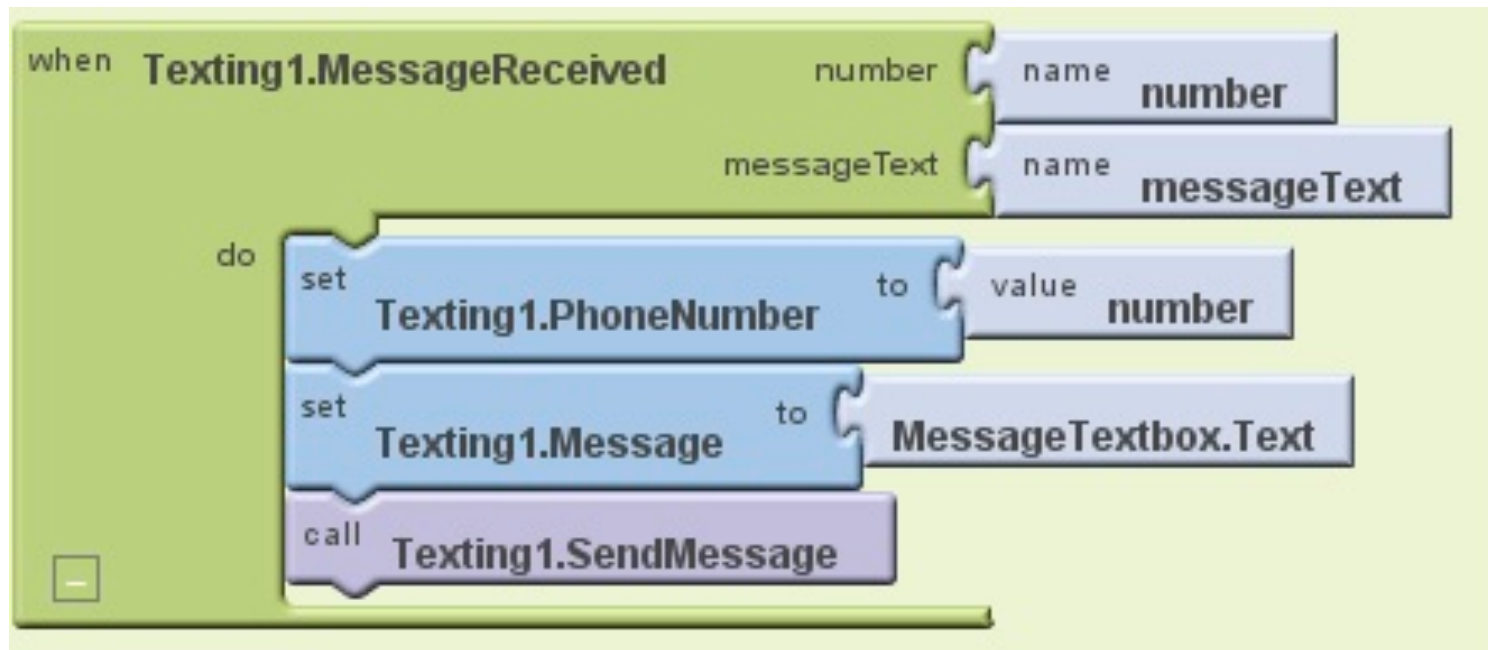 when Texting1.MessageReceived number name number
messageText name messageText
do set Texting1.PhoneNumber to value number
set Texting1.Message to MessageTextbox.Text
call Texting1.SendMessage